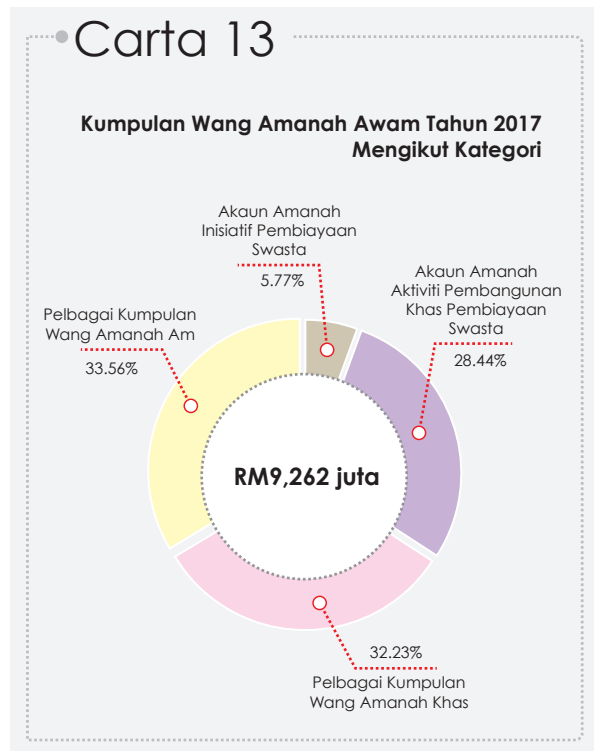 Carta 13
Kumpulan Wang Amanah Awam Tahun 2017
Mengikut Kategori
Akaun Amanah
Inisiatif Pembiayaan
Swasta
5.77%
Akaun Amanah
Aktiviti Pembangunan
Khas Pembiayaan
Swasta
28.44%
Pelbagai Kumpulan
Wang Amanah Am
33.56%
RM9,262 juta
32.23%
Pelbagai Kumpulan
Wang Amanah Khas